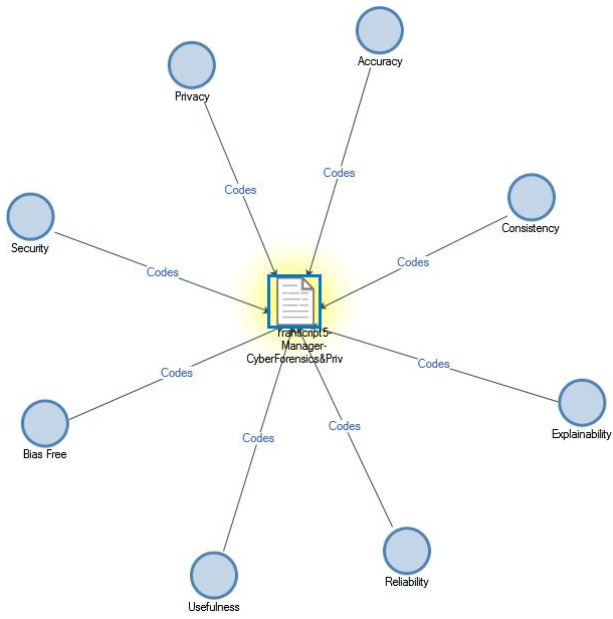 Accuracy
Privacy
Codes
Codes
Consistency
Security
Codes
Codes
Transcript5-
Manager-
CyberForensics&Priv
Codes
Codes
Explainability
Bias Free
Codes
Codes
Reliability
Usefulness